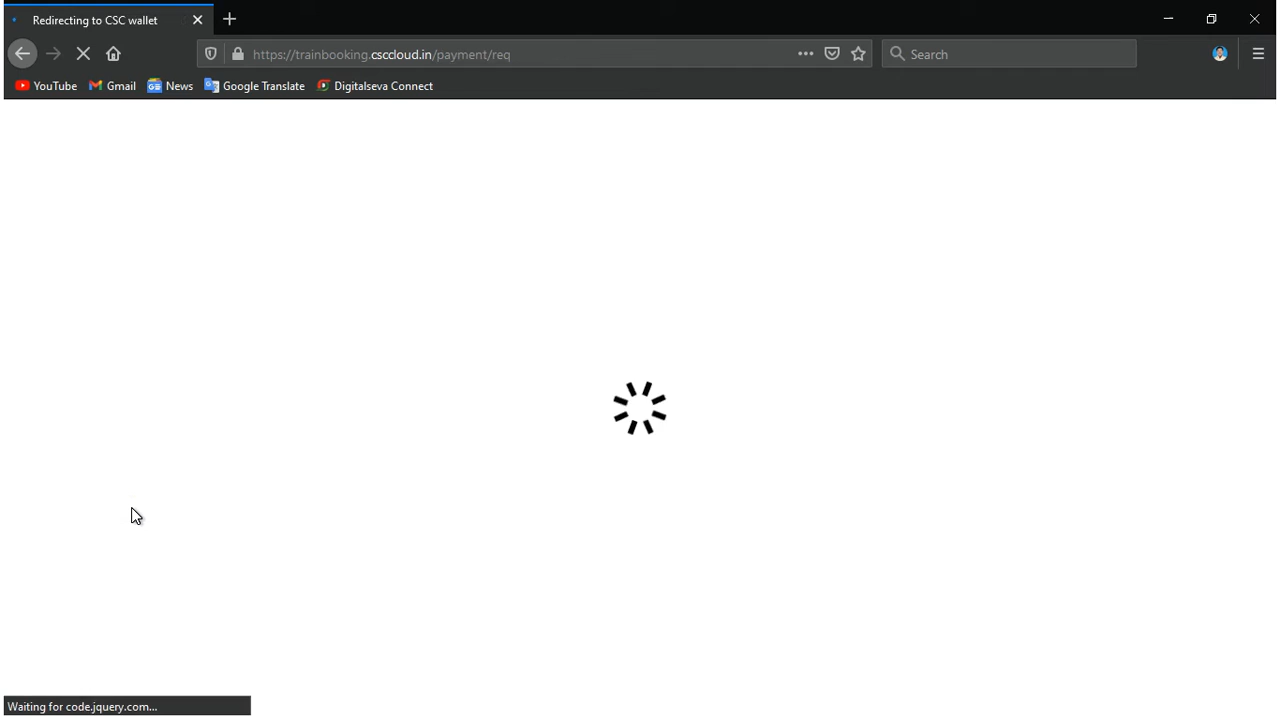 Redirecting to CSC wallet
https://trainbooking.csccloud.in/payment/req
Search
YouTube
Gmail
News
Google Translate
Digitalseva Connect
Waiting for code.jquery.com...